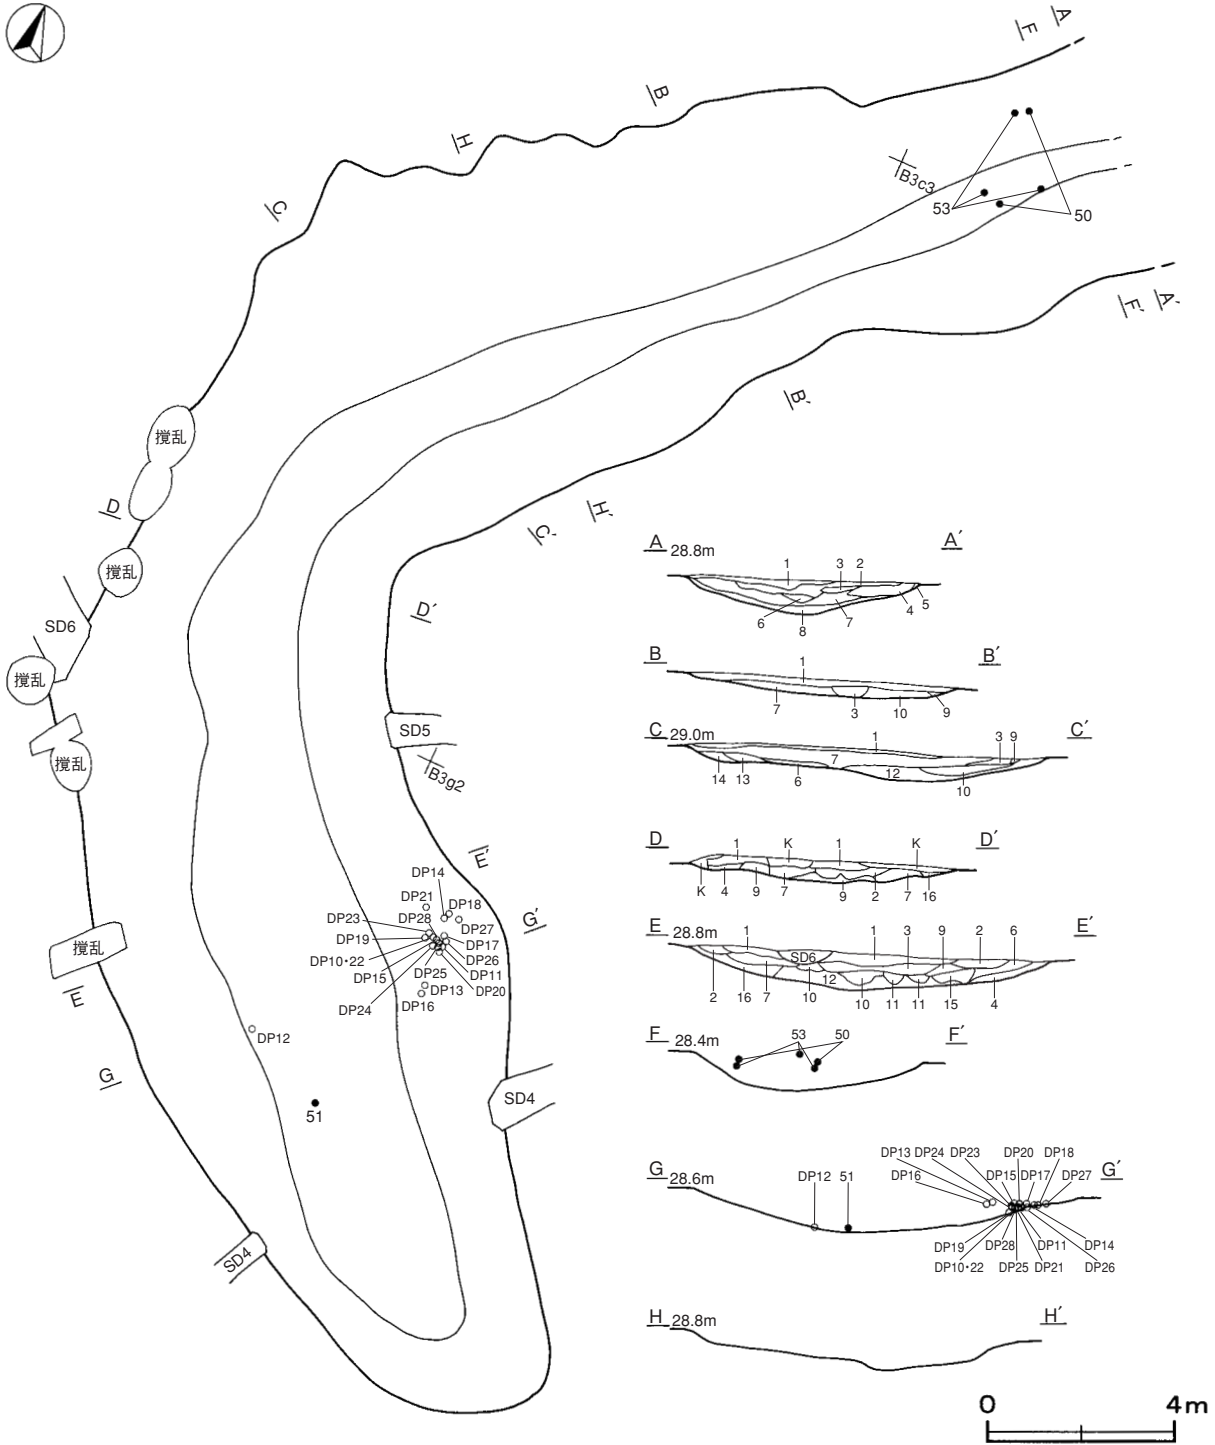 A
F
B
H
B3c3
53
50
C
F′ A′
B′
攪乱
D
H′
C′
攪乱
D′
SD6
攪乱
SD5
B3g2
攪乱
E′
DP14
DP21
DP18
DP23
DP28
DP27
G′
DP19
DP17
DP10・22
DP26
DP15
DP25
DP11
DP24
DP13
DP20
DP16
攪乱
E
DP12
G
51
SD4
SD4
A 28.8m A′
1 3 2
6 8 7 4 5
B B′
1
7 3 10 9
C 29.0m C′
1 3 9
7
12
14 13 6 10
D D′
1 K 1 K
K 4 9 7 9 2 7 16
E 28.8m E′
1 1 3 9 2 6
SD6
12
2 16 7 10 10 11 11 15 4
F 28.4m F′
53 50
G 28.6m G′
DP13 DP24 DP23 DP20 DP18
DP12 51 DP16 DP15 DP17 DP27
DP19 DP28 DP11 DP14
DP10・22 DP25 DP21 DP26
H 28.8m H′
0 4m